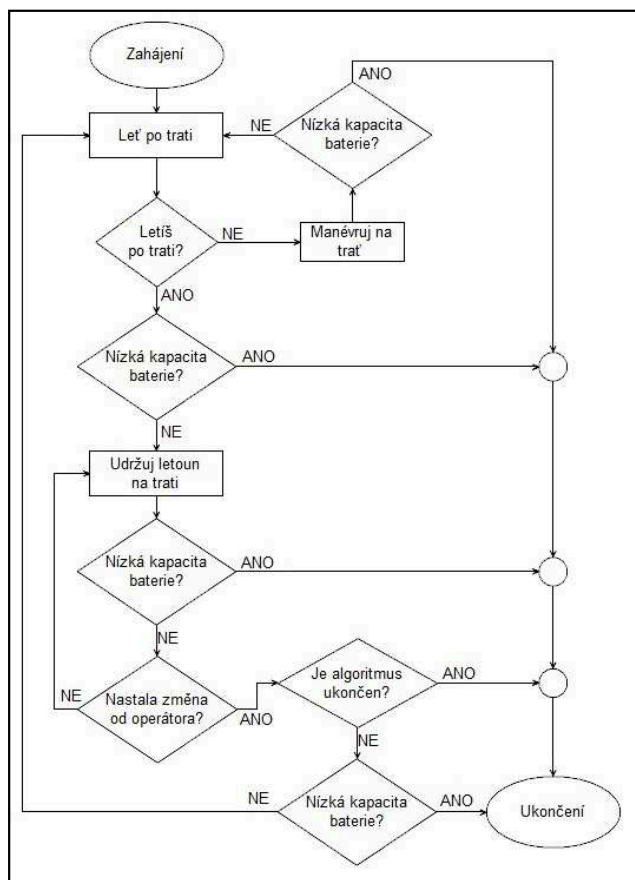 Zahájení
ANO
Leť po trati
NE
Nízká kapacita
baterie?
Letíš
po trati?
NE
Manévruj na
trať
ANO
Nízká kapacita
baterie?
ANO
NE
Udržuj letoun
na trati
Nízká kapacita
baterie?
ANO
NE
Je algoritmus
ukončen?
ANO
NE
Nastala změna
od operátora?
ANO
NE
NE
Nízká kapacita
baterie?
ANO
Ukončení